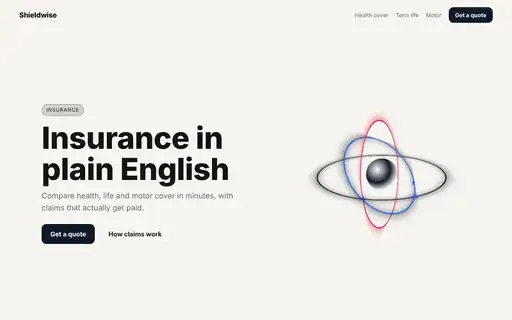 Shieldwise
Health cover Term life Motor Get a quote
INSURANCE
Insurance in
plain English
Compare health, life and motor cover in minutes, with
claims that actually get paid.
Get a quote How claims work